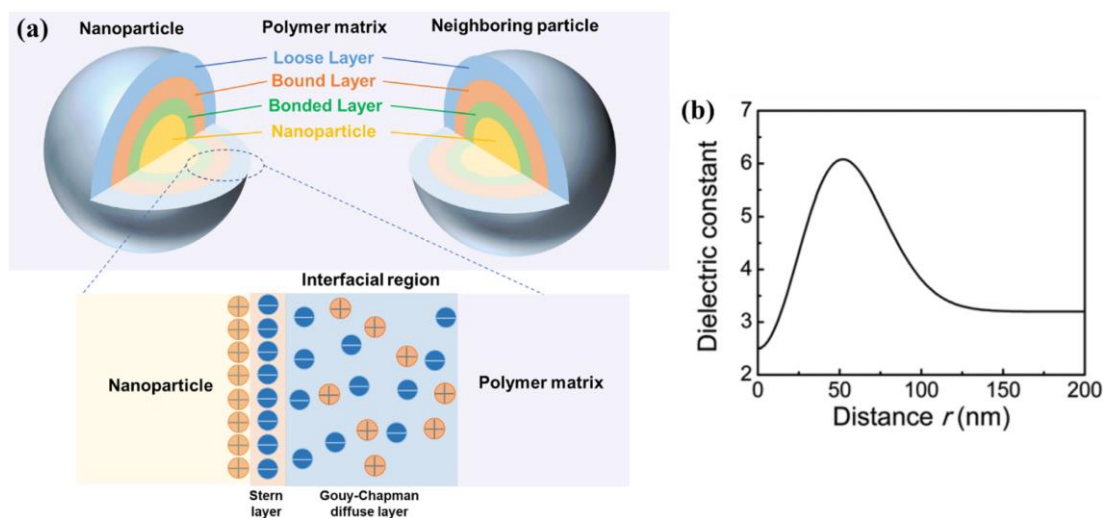 (a)
Nanoparticle
Polymer matrix
Neighboring particle
Loose Layer
Bound Layer
Bonded Layer
Nanoparticle
Interfacial region
Nanoparticle
Polymer matrix
Stern
layer
Gouy-Chapman
diffuse layer
(b)
Dielectric constant
7
6
5
4
3
2
0
50
100
150
200
Distance r (nm)